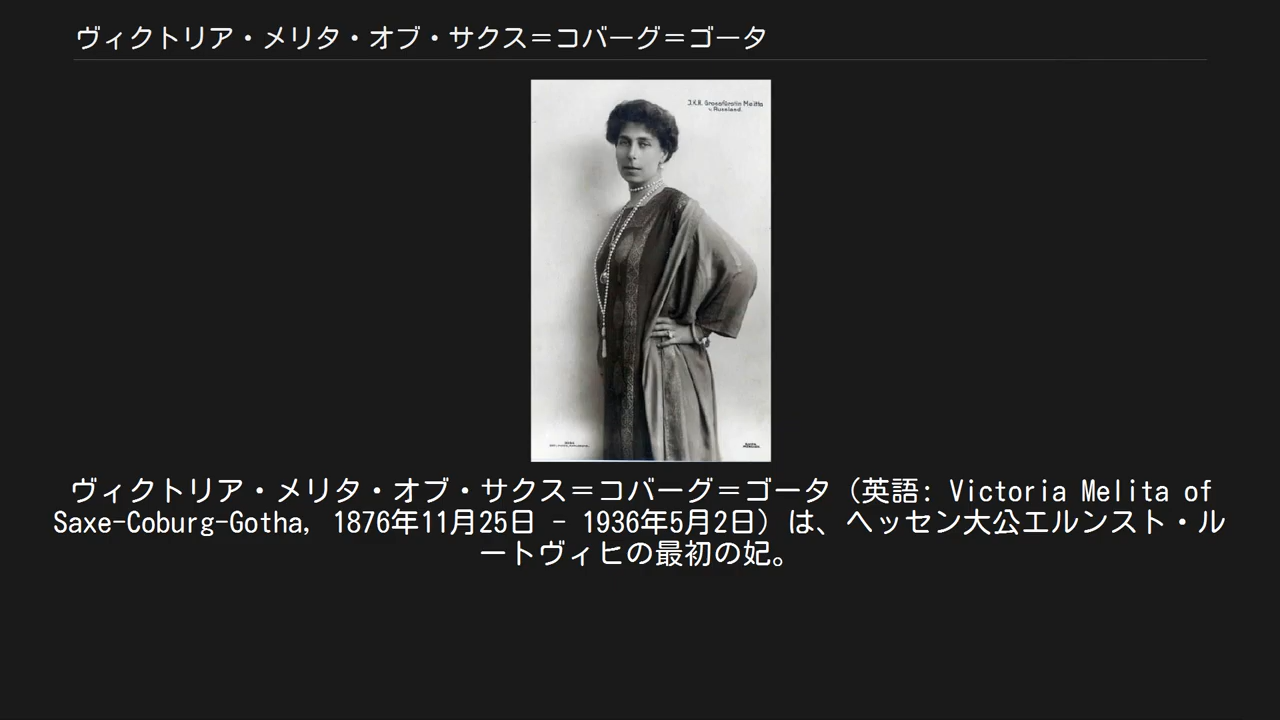 ヴィクトリア・メリタ・オブ・サクス＝コバーグ＝ゴータ
J.K.H. Grossfürstin Melitta
v. Russland.
ヴィクトリア・メリタ・オブ・サクス＝コバーグ＝ゴータ（英語: Victoria Melita of
Saxe-Coburg-Gotha, 1876年11月25日 - 1936年5月2日）は、ヘッセン大公エルンスト・ル
ートヴィヒの最初の妃。